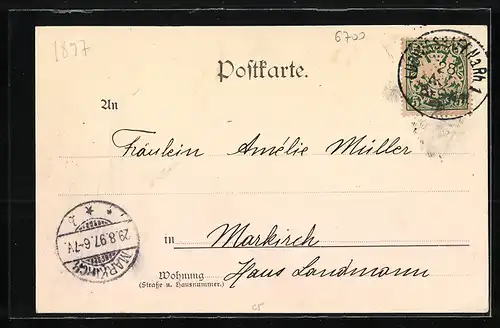 1897
6700
Postkarte.
An
Fräulein Amélie Müller
in Markirch
Wohnung Haus Landmann
(Straße u. Hausnummer.)
MARKIRCH
29.8.97.6-7V.